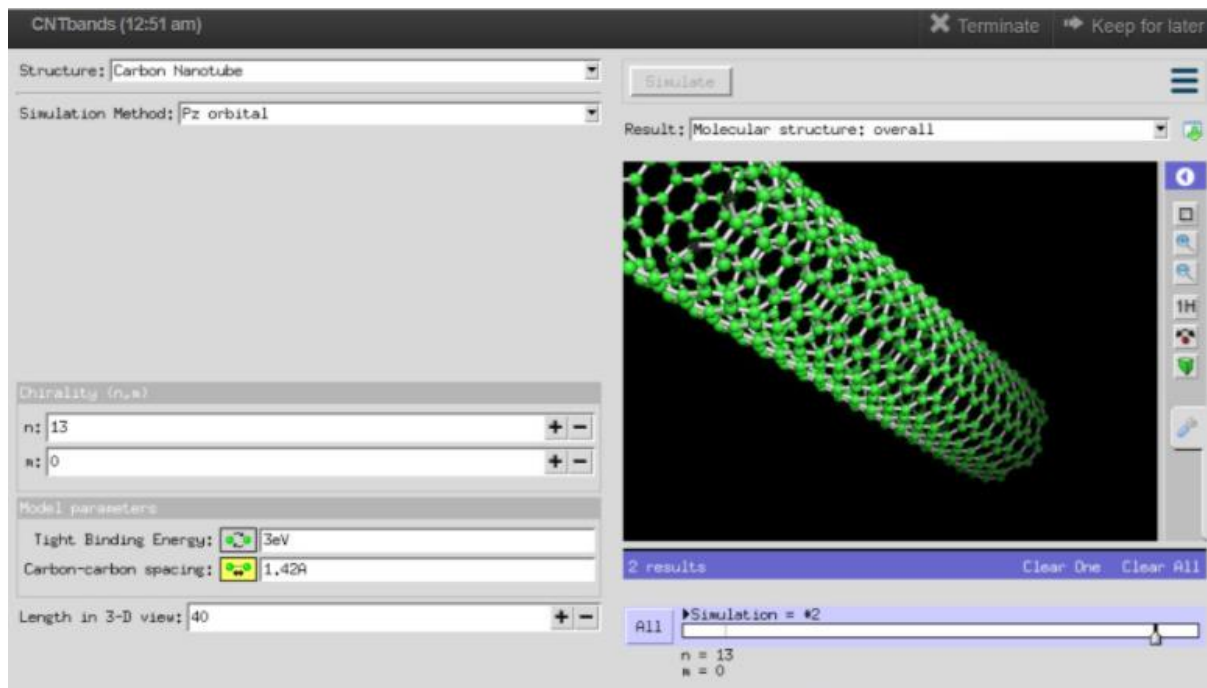 CNTbands (12:51 am)
Terminate
Keep for later
Structure: Carbon Nanotube
Simulation Method: Pz orbital
Chirality (n,m)
n: 13
m: 0
Model parameters
Tight Binding Energy: 3eV
Carbon-carbon spacing: 1.42A
Length in 3-D view: 40
Simulate
Result: Molecular structure: overall
1H
2 results
Clear One
Clear All
All
Simulation = #2
n = 13
m = 0